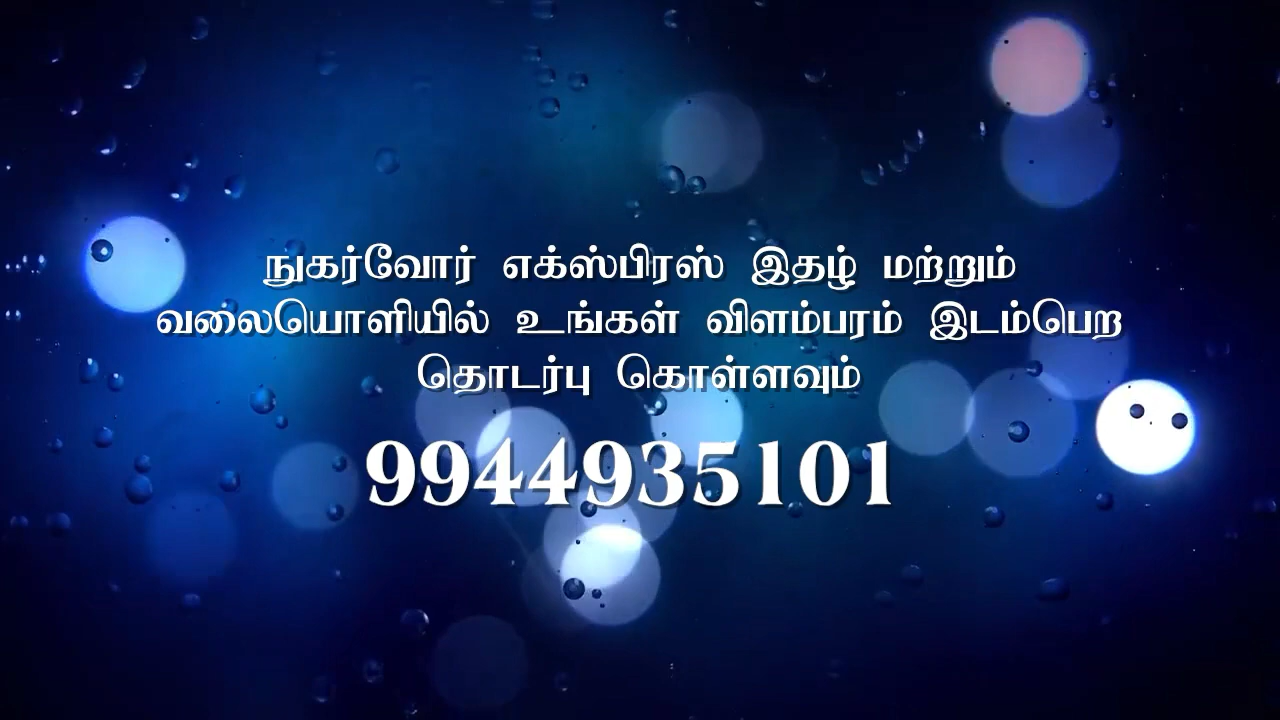 நுகர்வோர் எக்ஸ்பிரஸ் இதழ் மற்றும்
வலையொளியில் உங்கள் விளம்பரம் இடம்பெற
தொடர்பு கொள்ளவும்
9944935101